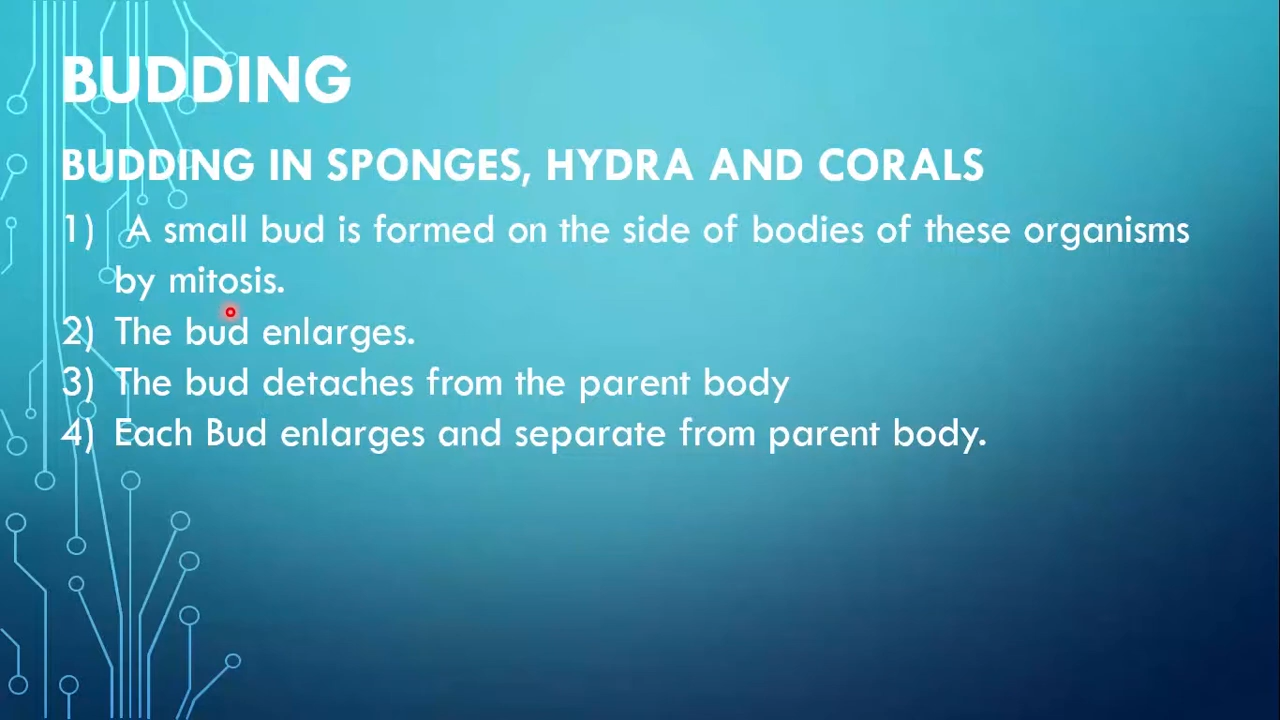 BUDDING
BUDDING IN SPONGES, HYDRA AND CORALS
1) A small bud is formed on the side of bodies of these organisms
by mitosis.
2) The bud enlarges.
3) The bud detaches from the parent body
4) Each Bud enlarges and separate from parent body.